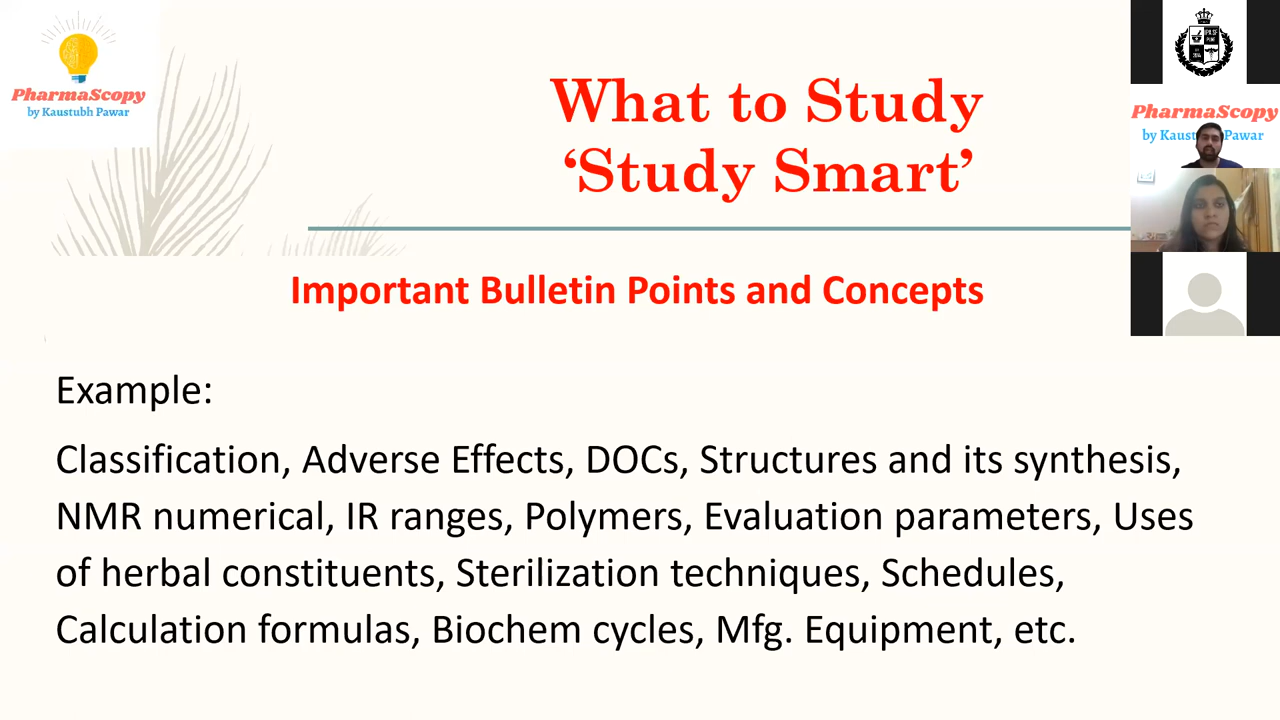 PharmaScopy
by Kaustubh Pawar
What to Study
‘Study Smart’
Important Bulletin Points and Concepts
Example:
Classification, Adverse Effects, DOCs, Structures and its synthesis,
NMR numerical, IR ranges, Polymers, Evaluation parameters, Uses
of herbal constituents, Sterilization techniques, Schedules,
Calculation formulas, Biochem cycles, Mfg. Equipment, etc.
PharmaScopy
by Pawar